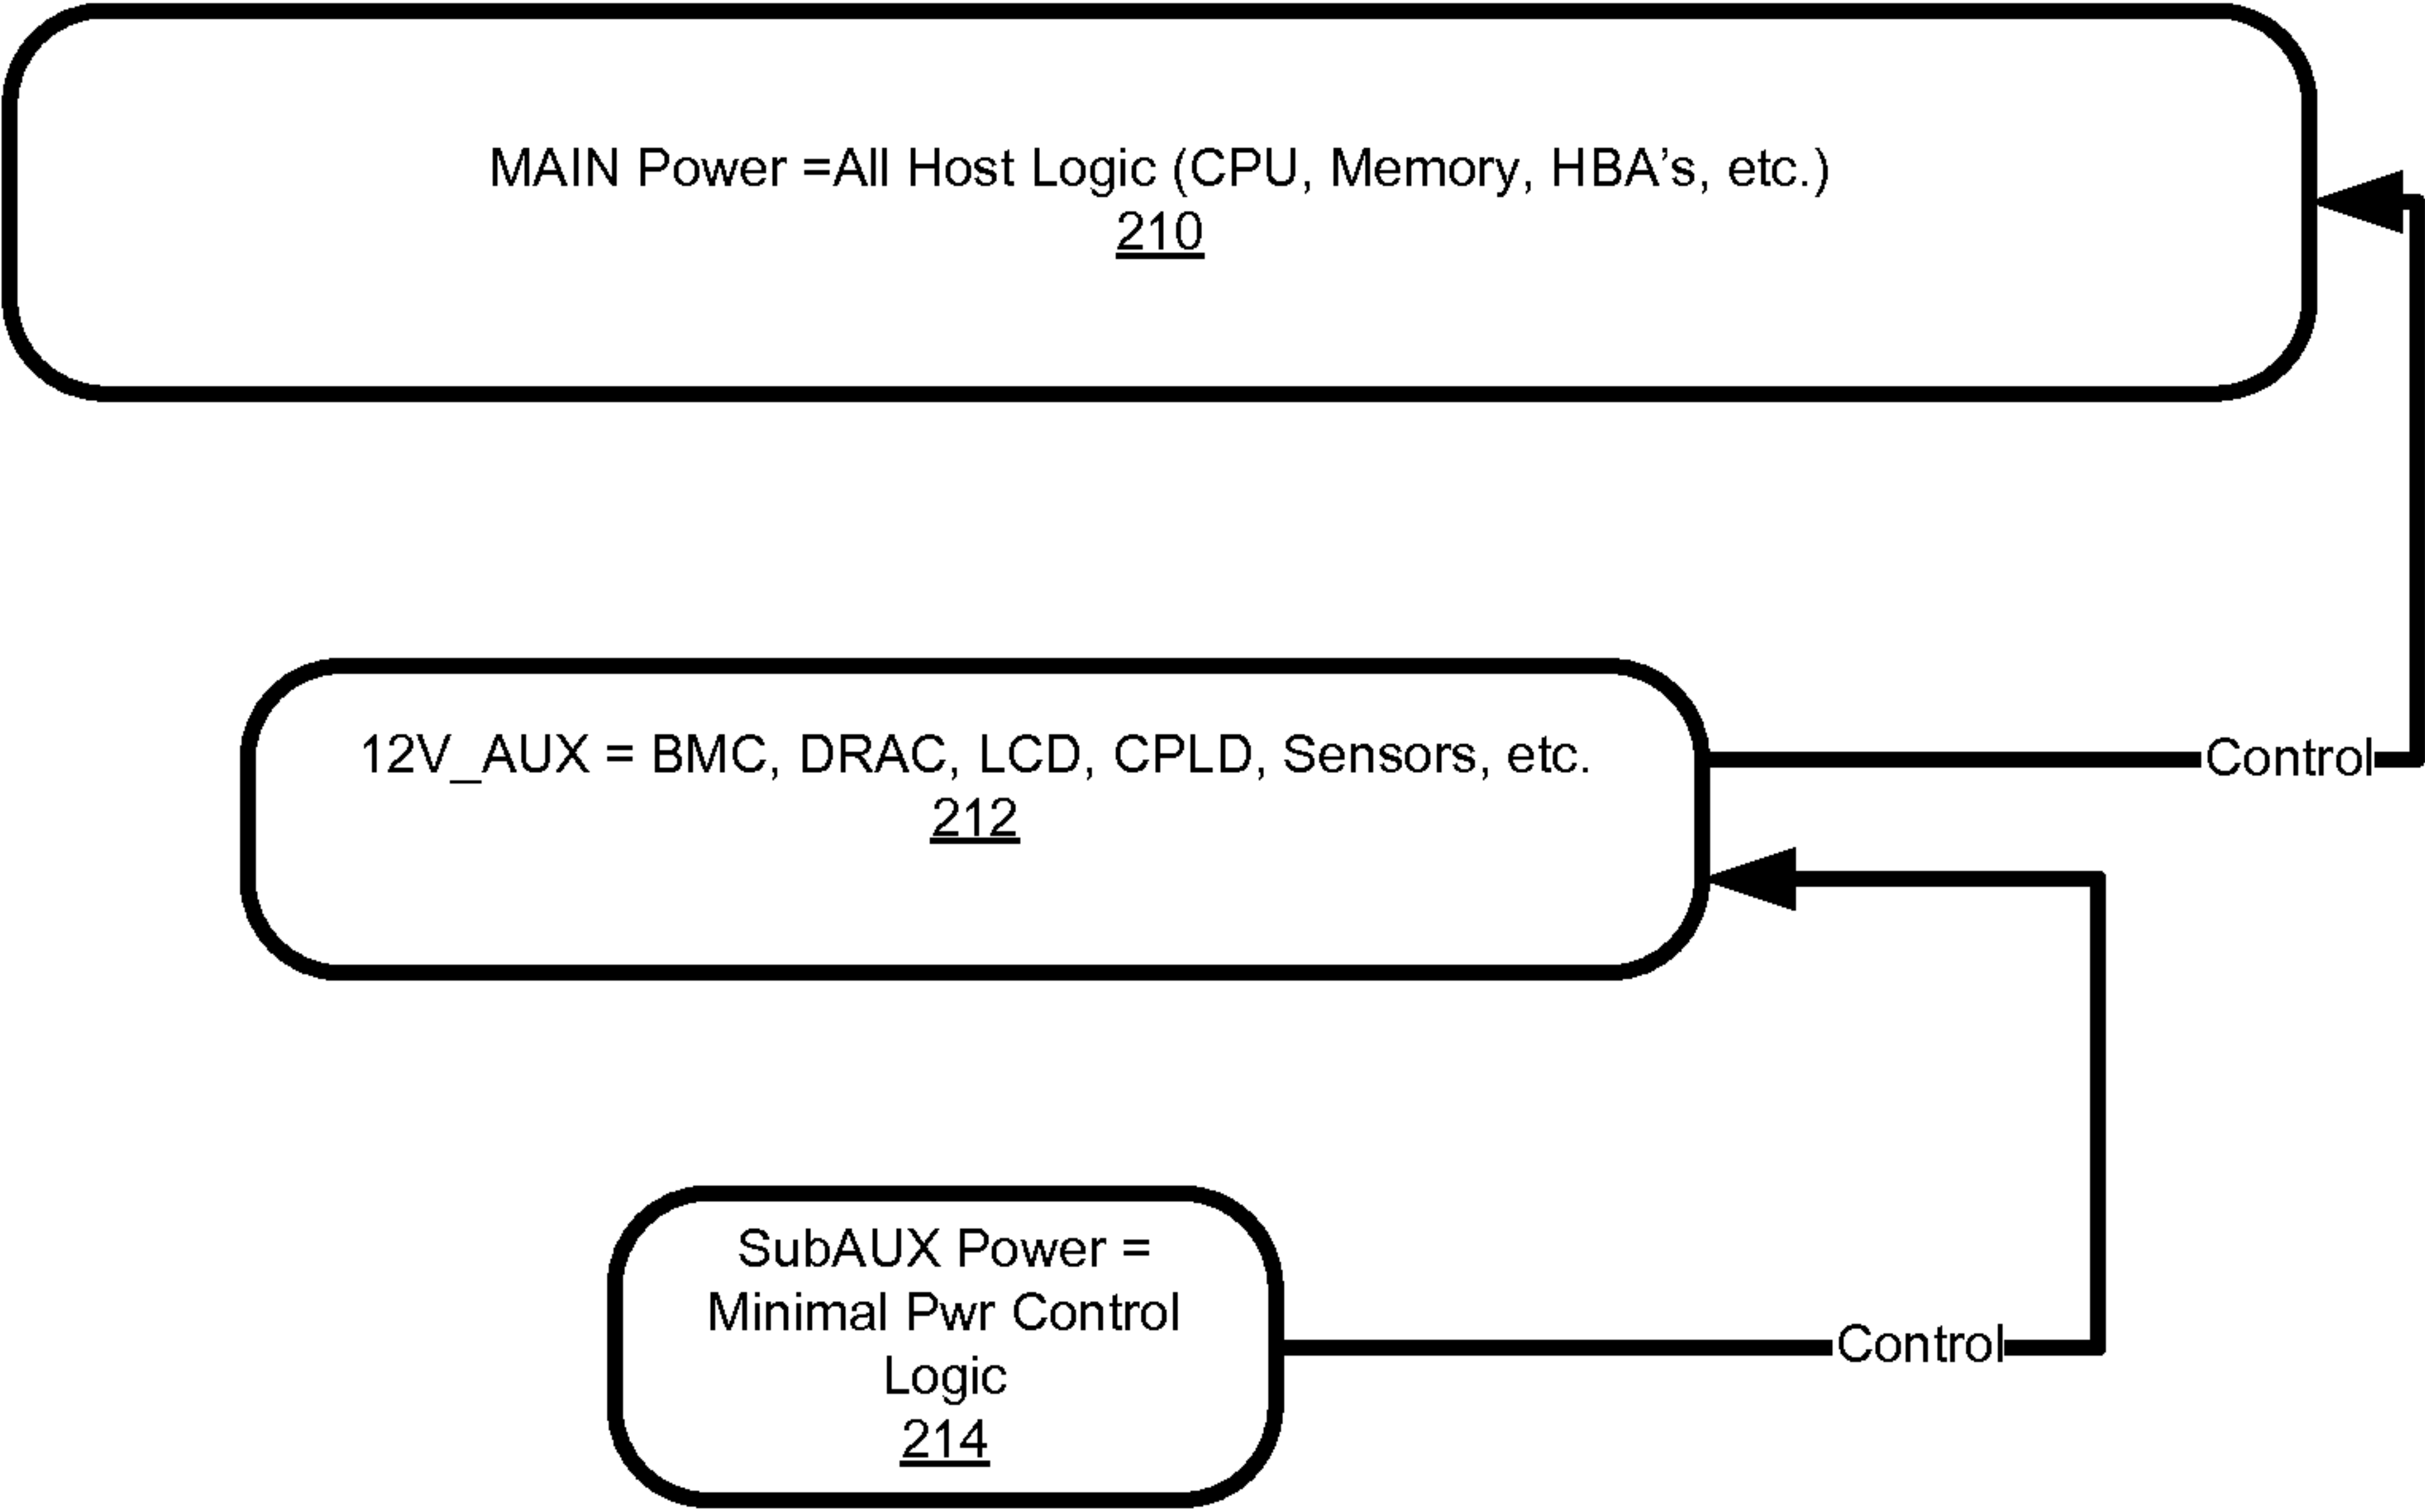 MAIN Power =All Host Logic (CPU, Memory, HBA’s, etc.)
210
12V_AUX = BMC, DRAC, LCD, CPLD, Sensors, etc.
212
Control
SubAUX Power =
Minimal Pwr Control
Logic
214
Control